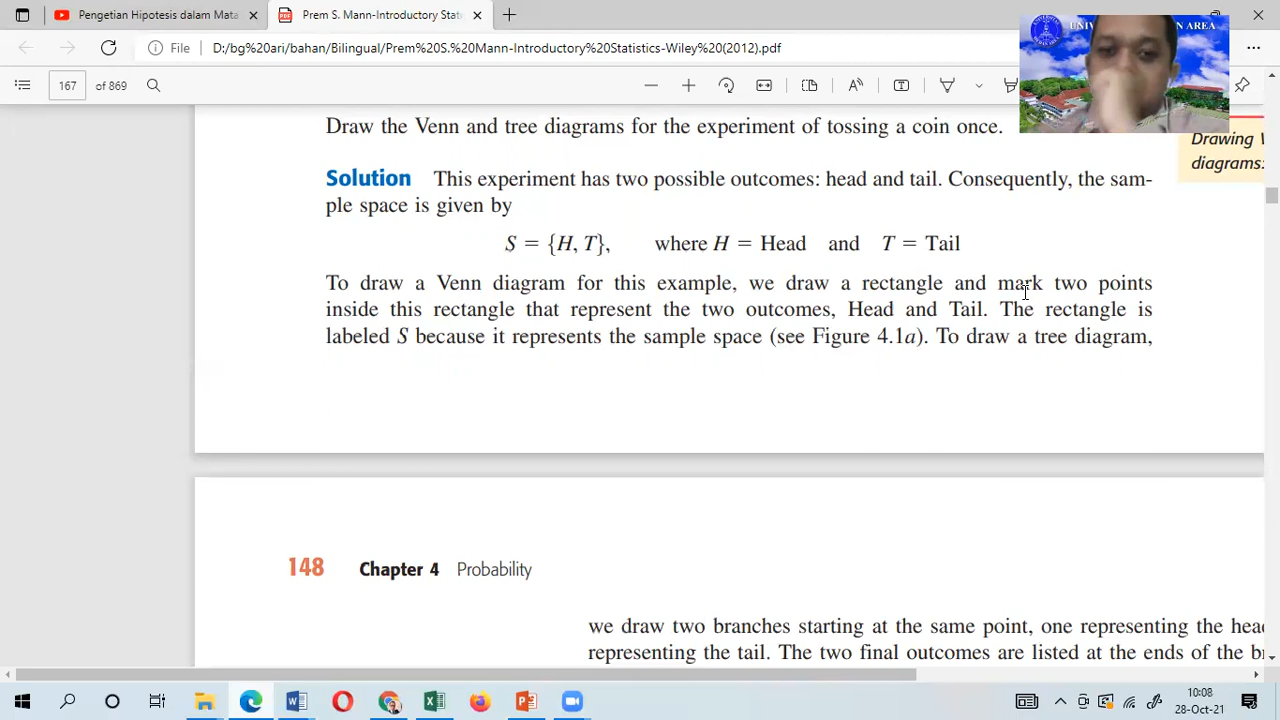 Pengetian Hipotesis dalam Mata
Prem S. Mann-Introductory Stat
File
D:/bg%20ari/bahan/Bilingual/Prem%20S.%20Mann-Introductory%20Statistics-Wiley%20(2012).pdf
UNI
N AREA
167
of 869
Draw the Venn and tree diagrams for the experiment of tossing a coin once.
Drawing
diagrams:
Solution This experiment has two possible outcomes: head and tail. Consequently, the sam-
ple space is given by
S = {H, T}, where H = Head and T = Tail
To draw a Venn diagram for this example, we draw a rectangle and mark two points
inside this rectangle that represent the two outcomes, Head and Tail. The rectangle is
labeled S because it represents the sample space (see Figure 4.1a). To draw a tree diagram,
148 Chapter 4 Probability
we draw two branches starting at the same point, one representing the hea
representing the tail. The two final outcomes are listed at the ends of the b
10:08
28-Oct-21